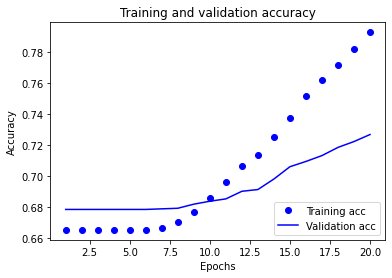 Training and validation accuracy
Accuracy
0.78
0.76
0.74
0.72
0.70
0.68
0.66
Training acc
Validation acc
2.5 5.0 7.5 10.0 12.5 15.0 17.5 20.0
Epochs